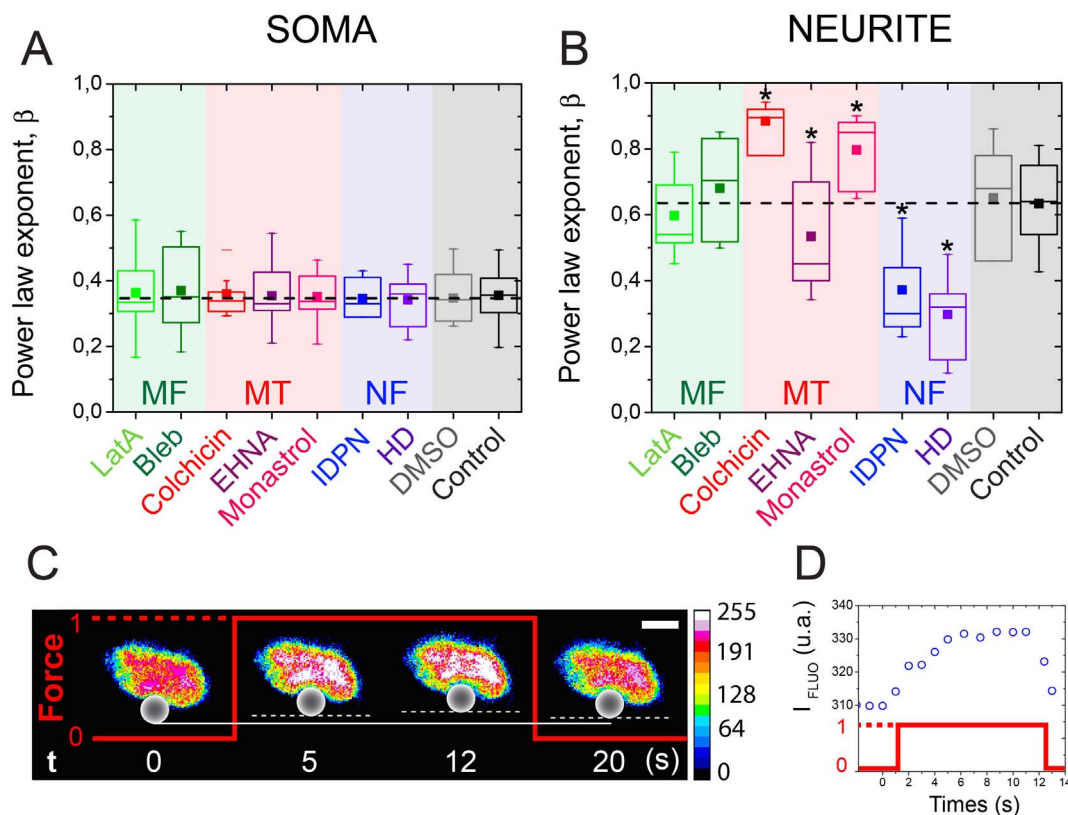 SOMA
NEURITE
A
B
Power law exponent, β
1,0
0,8
0,6
0,4
0,2
0,0
MF
MT
NF
LatA
Bleb
Colchicin
EHNA
Monastrol
IDPN
HD
DMSO
Control
Power law exponent, β
1,0
0,8
0,6
0,4
0,2
0,0
*
*
*
*
*
MF
MT
NF
LatA
Bleb
Colchicin
EHNA
Monastrol
IDPN
HD
DMSO
Control
C
D
Force
1
0
t 0 5 12 20 (s)
255
191
128
64
0
I FLUO (u.a.)
340
330
320
310
1
0
0 2 4 6 8 10 12 14
Times (s)